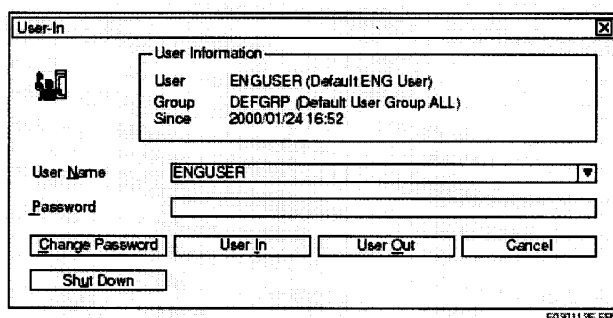 User-In
User Information
User ENGUSER (Default ENG User)
Group DEFGRP (Default User Group ALL)
Since 2000/01/24 16:52
User Name ENGUSER
Password
Change Password User In User Out Cancel
Shut Down